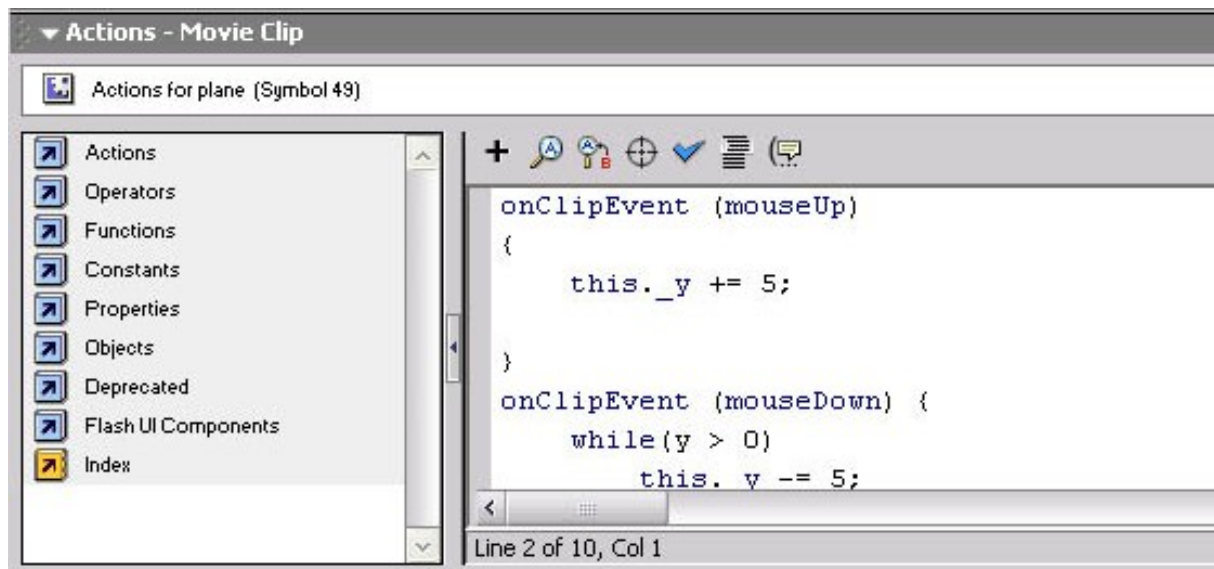 Actions - Movie Clip
Actions for plane (Symbol 49)
Actions
Operators
Functions
Constants
Properties
Objects
Deprecated
Flash UI Components
Index
onClipEvent (mouseUp)
{
this._y += 5;
}
onClipEvent (mouseDown) {
while(y > 0)
this._y -= 5;
Line 2 of 10, Col 1